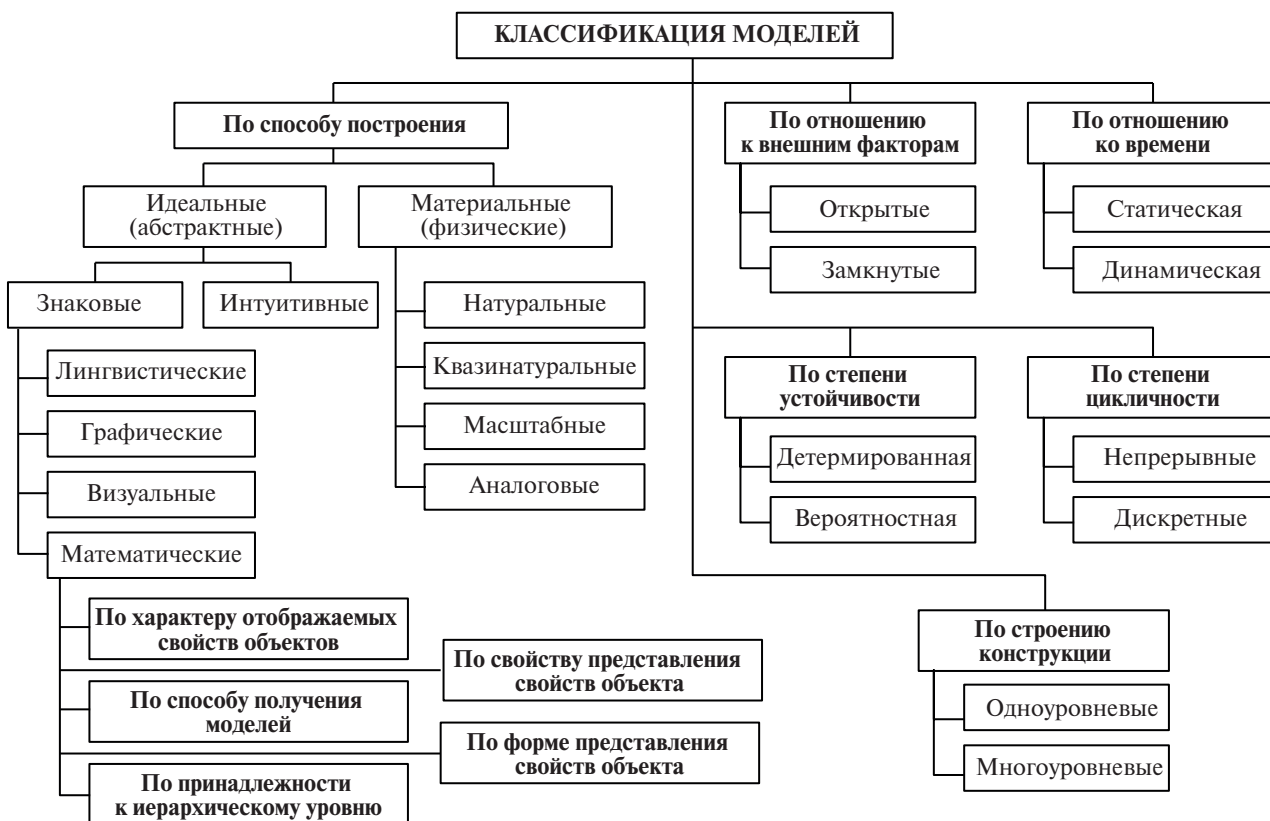 КЛАССИФИКАЦИЯ МОДЕЛЕЙ
По способу построения
По отношению
к внешним факторам
По отношению
ко времени
Идеальные
(абстрактные)
Материальные
(физические)
Открытые
Замкнутые
Статическая
Динамическая
Знаковые
Интуитивные
Натуральные
Квазинатуральные
Масштабные
Аналоговые
Лингвистические
Графические
Визуальные
Математические
По степени
устойчивости
По степени
цикличности
Детермированная
Вероятностная
Непрерывные
Дискретные
По характеру отображаемых
свойств объектов
По свойству представления
свойств объекта
По способу получения
моделей
По форме представления
свойств объекта
По принадлежности
к иерархическому уровню
По строению
конструкции
Одноуровневые
Многоуровневые